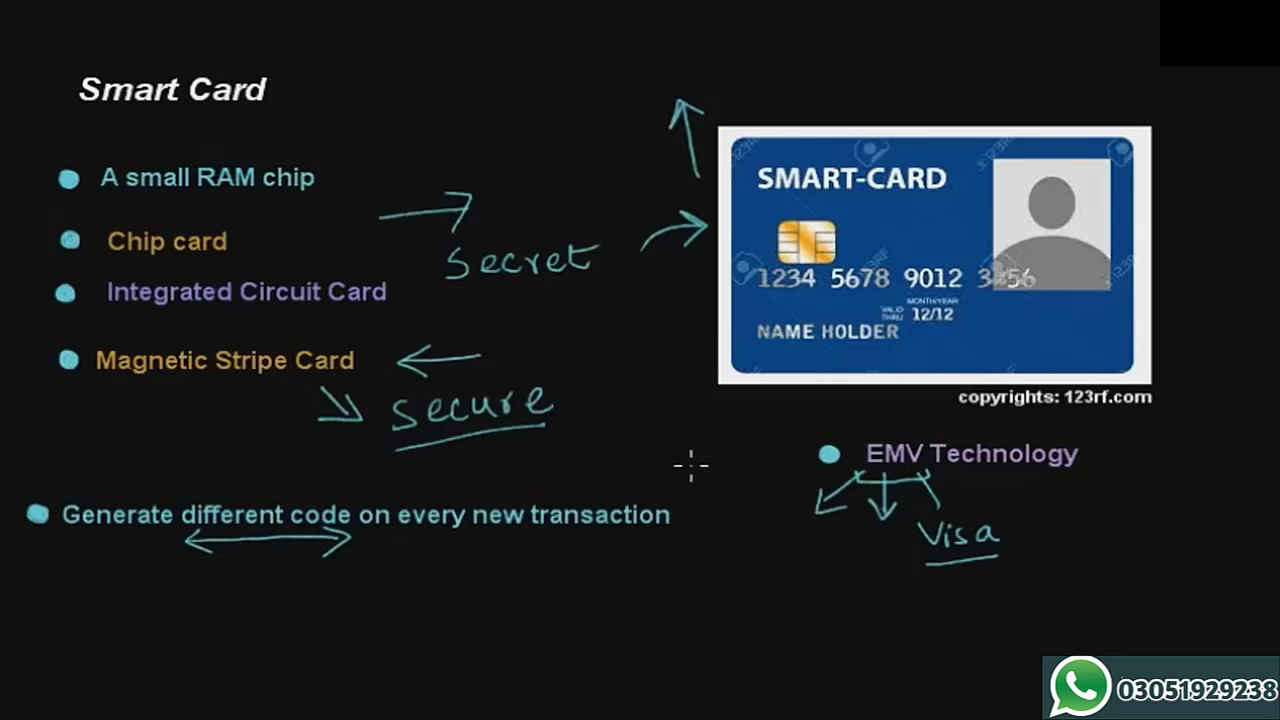 Smart Card
A small RAM chip
Chip card
secret
Integrated Circuit Card
Magnetic Stripe Card
secure
Generate different code on every new transaction
SMART-CARD
1234 5678 9012 3456
MONTH/YEAR
VALID THRU 12/12
NAME HOLDER
copyrights: 123rf.com
EMV Technology
Visa
03051929238